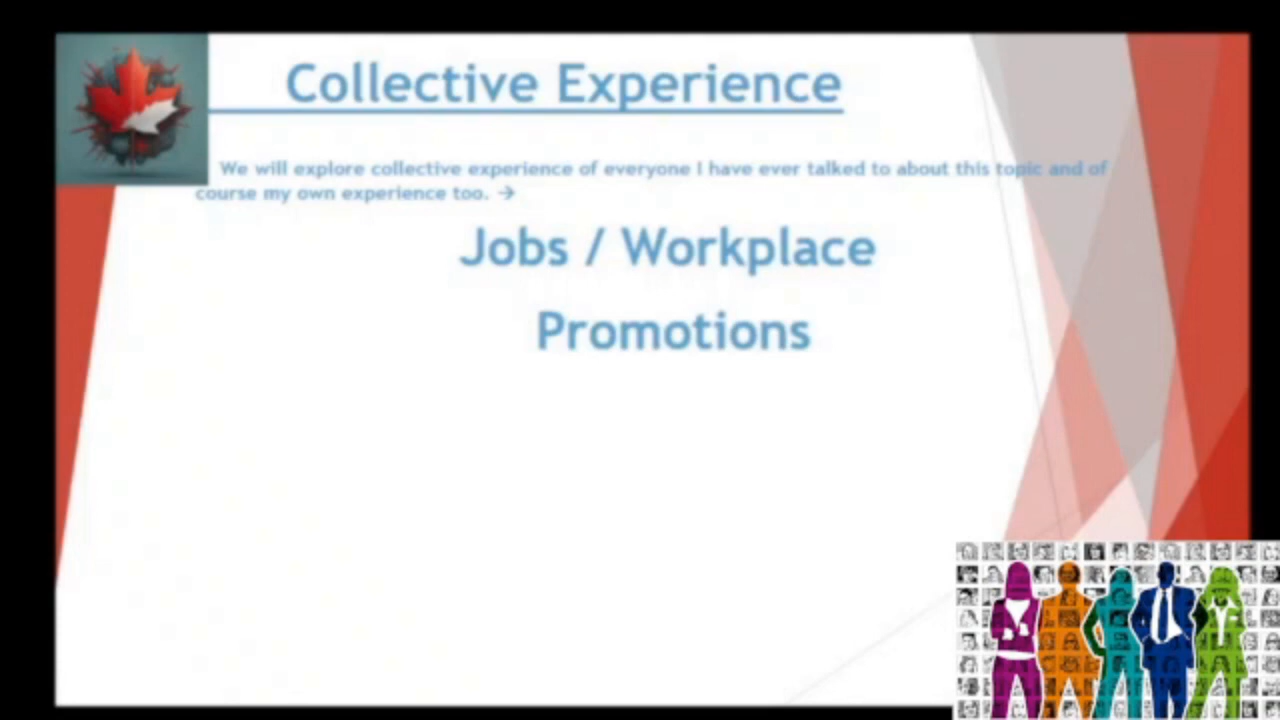 Collective Experience
We will explore collective experience of everyone I have ever talked to about this topic and of
course my own experience too. →
Jobs / Workplace
Promotions